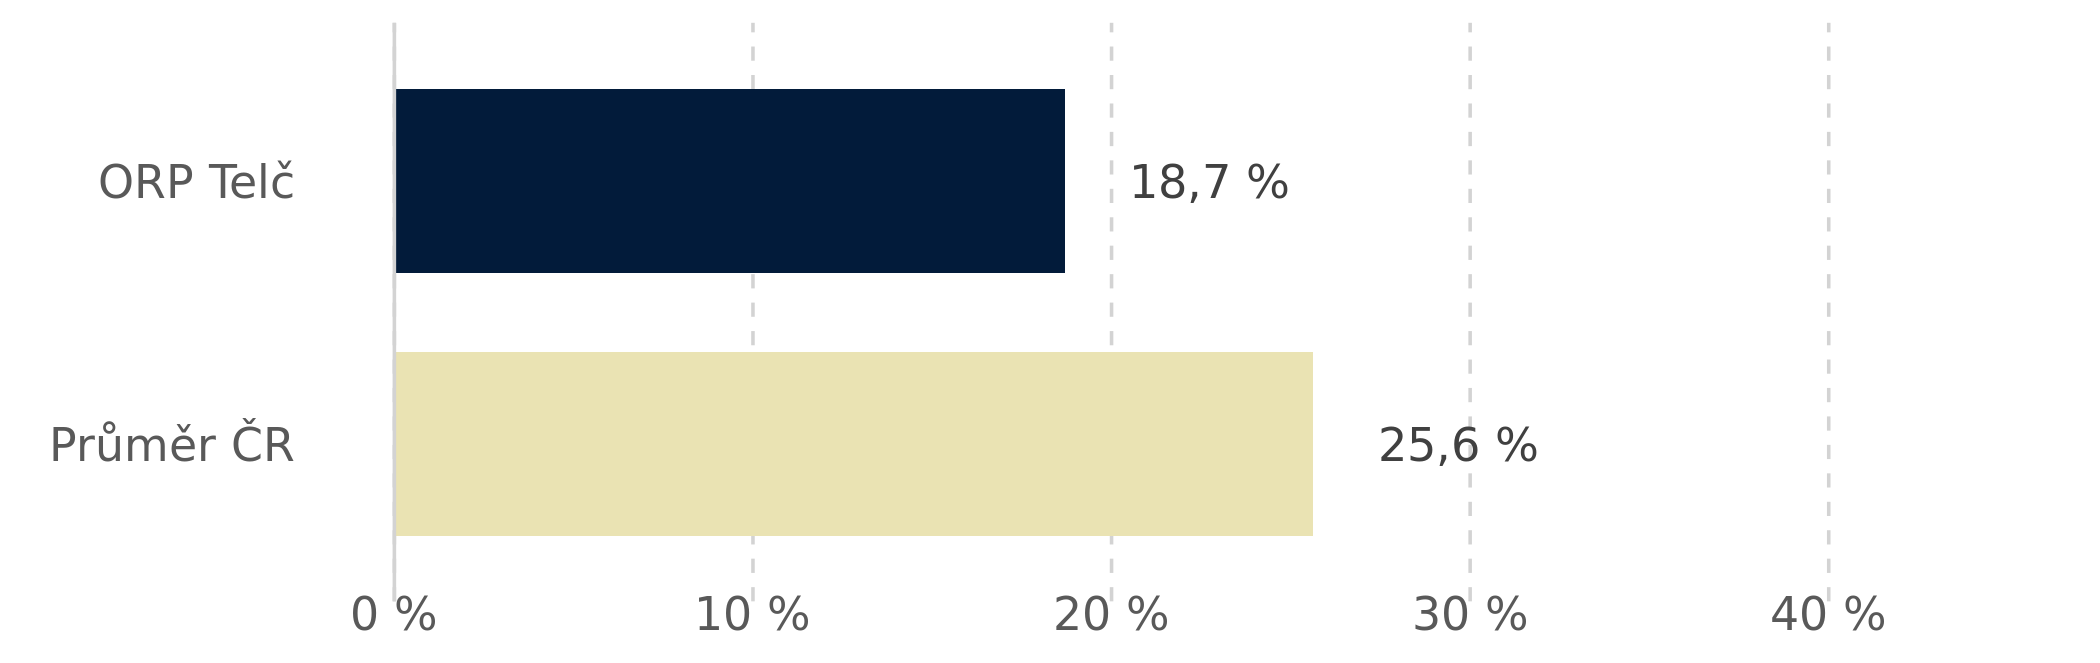 ORP Telč
18,7 %
Průměr ČR
25,6 %
0 % 10 % 20 % 30 % 40 %